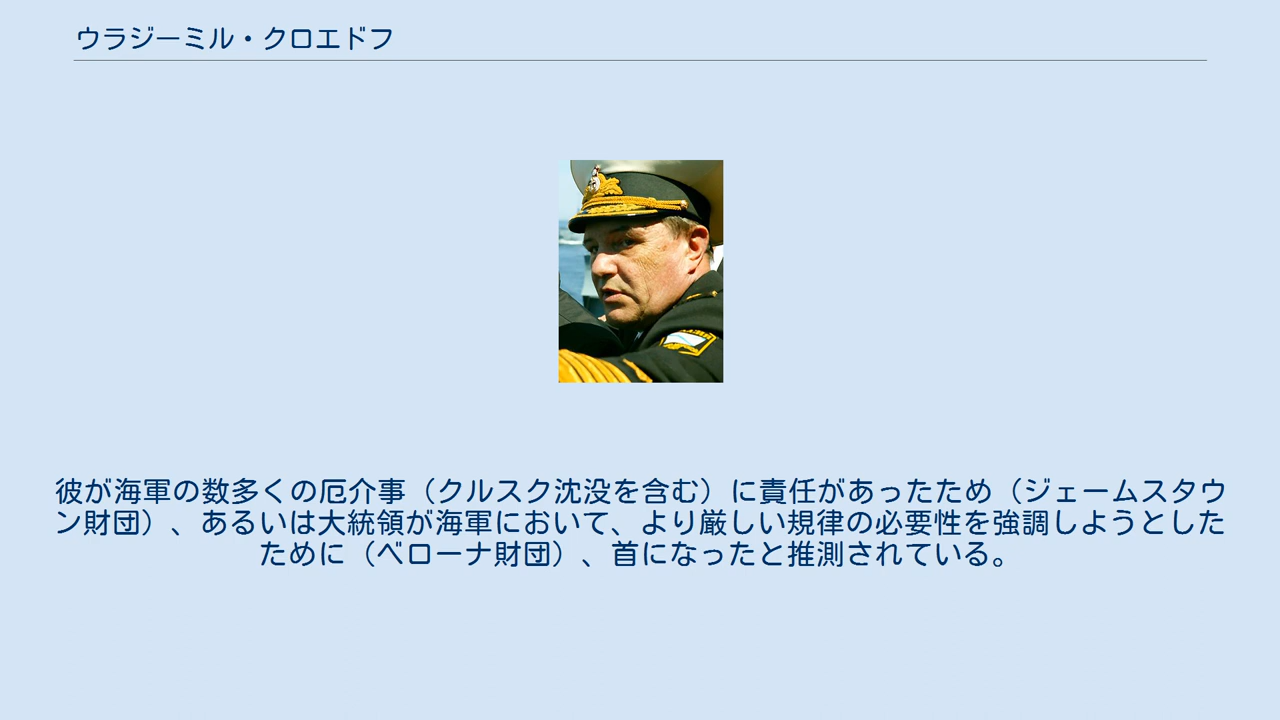 ウラジーミル・クロエドフ
彼が海軍の数多くの厄介事（クルスク沈没を含む）に責任があったため（ジェームスタウ
ン財団）、あるいは大統領が海軍において、より厳しい規律の必要性を強調しようとした
ために（ベローナ財団）、首になったと推測されている。